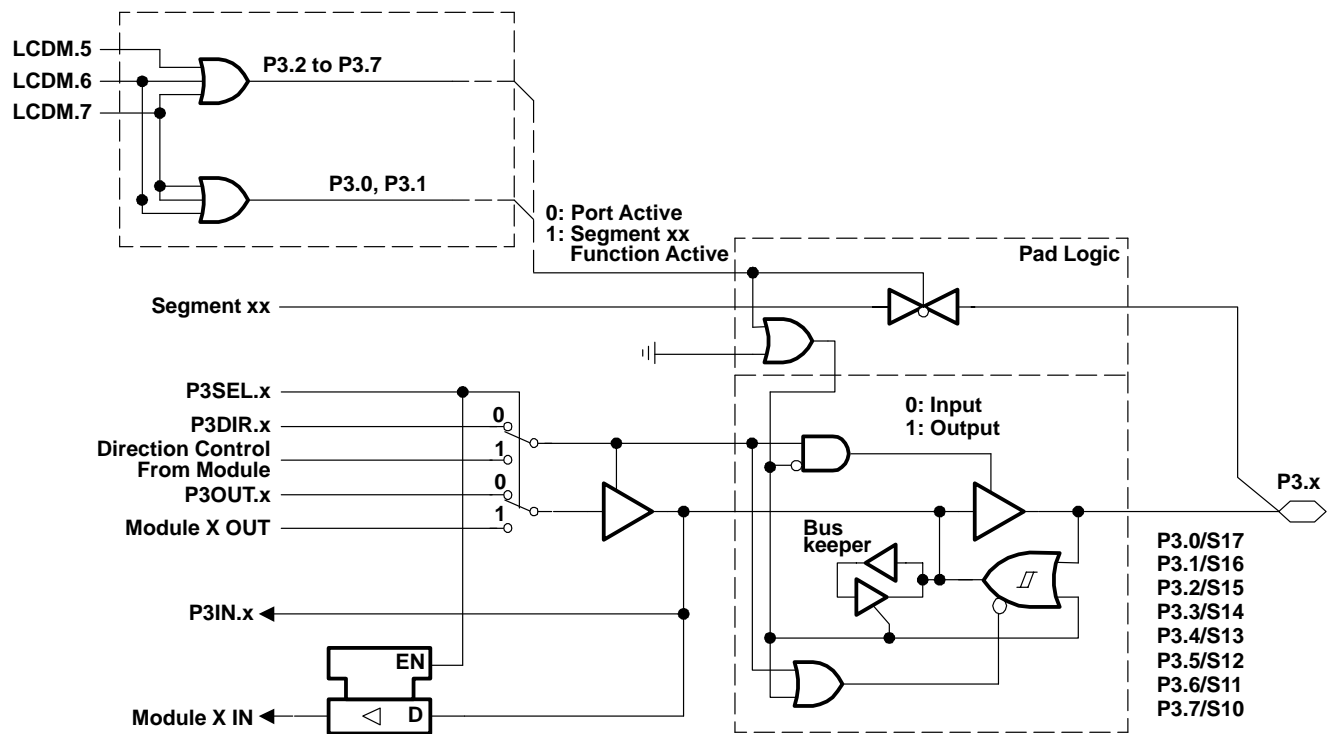 LCDM.5
LCDM.6
LCDM.7
P3.2 to P3.7
P3.0, P3.1
0: Port Active
1: Segment xx
Function Active
Pad Logic
Segment xx
P3SEL.x
P3DIR.x
0
Direction Control
From Module
1
P3OUT.x
0
Module X OUT
1
0: Input
1: Output
P3.x
Bus
keeper
P3.0/S17
P3.1/S16
P3.2/S15
P3.3/S14
P3.4/S13
P3.5/S12
P3.6/S11
P3.7/S10
P3IN.x
EN
D
Module X IN